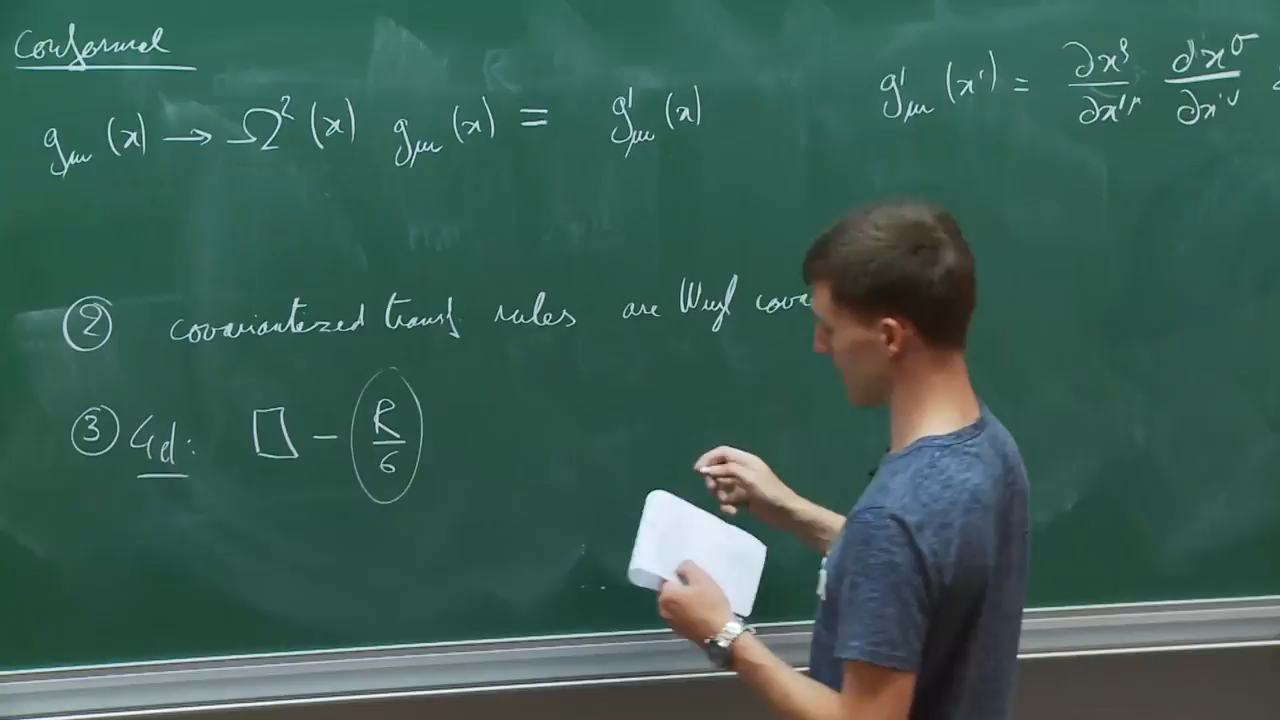 Conformal
g_μν (x) → Ω² (x) g_μν (x) = g'_μν (x)
g'_μν (x') = ∂x^ρ/∂x'^μ ∂x^σ/∂x'^ν
② covariantized transf. rules are Weyl cova
③ 4d: □ − R/6